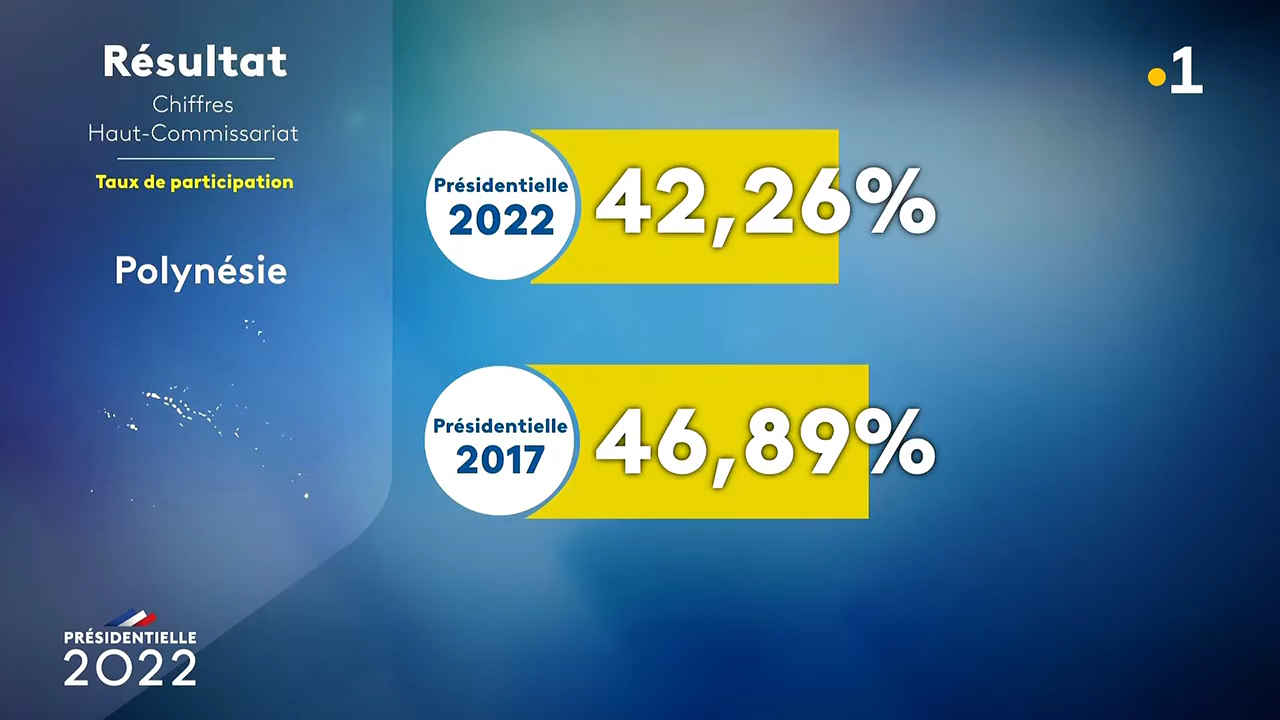 Résultat
Chiffres
Haut-Commissariat
Taux de participation
Polynésie
Présidentielle
2022
42,26%
Présidentielle
2017
46,89%
1
PRÉSIDENTIELLE
2022